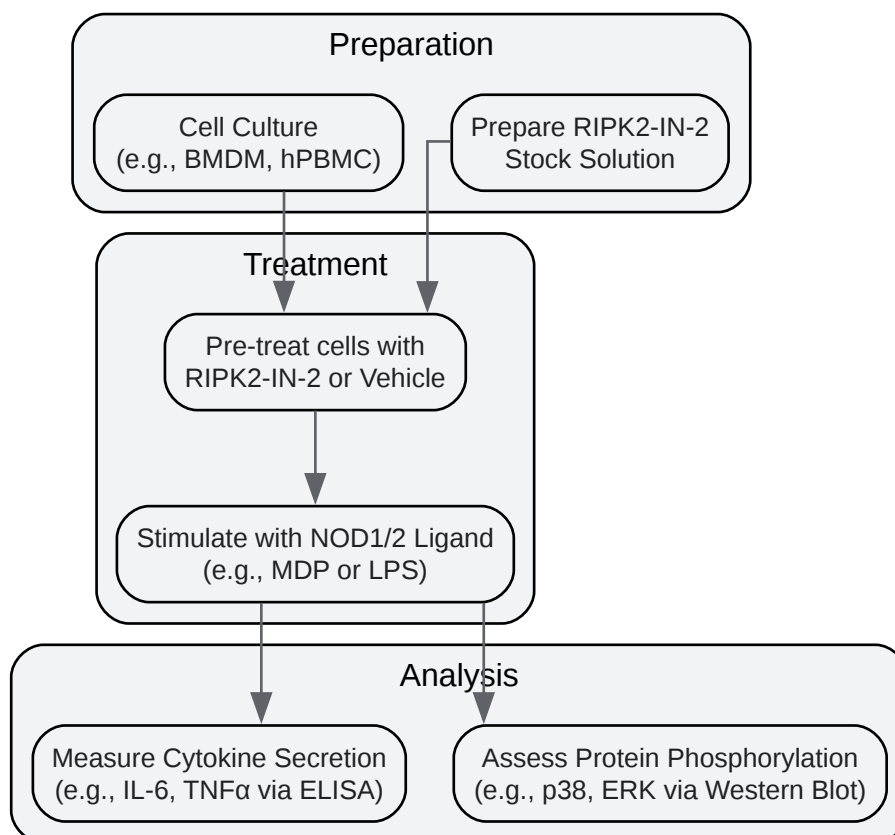 Preparation
Cell Culture
(e.g., BMDM, hPBMC)
Prepare RIPK2-IN-2
Stock Solution
Treatment
Pre-treat cells with
RIPK2-IN-2 or Vehicle
Stimulate with NOD1/2 Ligand
(e.g., MDP or LPS)
Analysis
Measure Cytokine Secretion
(e.g., IL-6, TNFα via ELISA)
Assess Protein Phosphorylation
(e.g., p38, ERK via Western Blot)